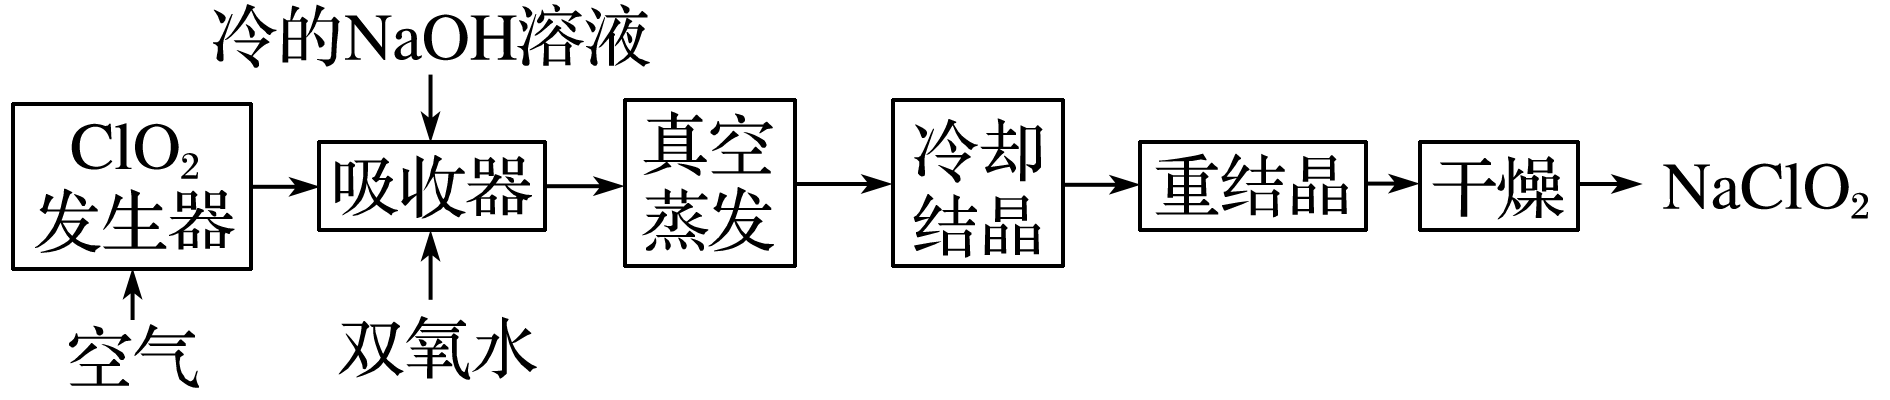 冷的NaOH溶液
ClO₂
发生器
吸收器
真空
蒸发
冷却
结晶
重结晶
干燥
NaClO₂
空气
双氧水